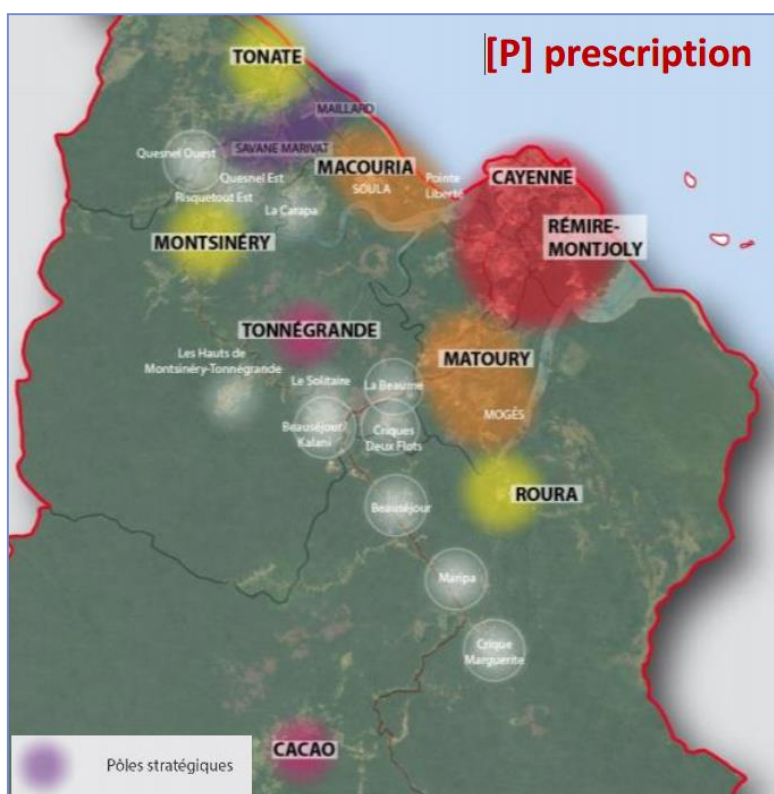 [P] prescription
TONATE
MAILLARD
SAVANE MARIVAT
Quesnel Ouest
MACOURIA
Quesnel Est
SOULA
Pointe
Liberté
CAYENNE
Risquetout Est
La Carapa
RÉMIRE-
MONTJOLY
MONTSINÉRY
TONNÉGRANDE
Les Hauts de
Montsinéry-Tonnégrande
Le Solitaire
La Beaume
MATOURY
Beauséjour
Kalani
Criques
Deux Flots
MOGÈS
ROURA
Beauséjour
Maripa
Crique
Marguerite
CACAO
Pôles stratégiques